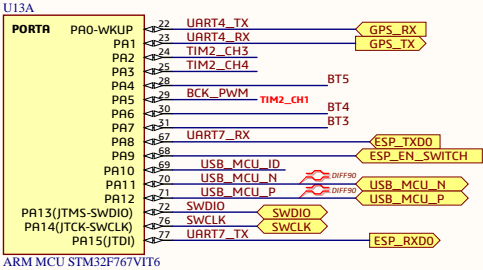 U13A
PORTA PA0-WKUP 22 UART4_TX GPS_RX
PA1 23 UART4_RX GPS_TX
PA2 24 TIM2_CH3
PA3 25 TIM2_CH4
PA4 28 BT5
PA5 29 BCK_PWM TIM2_CH1
PA6 30 BT4
PA7 31 BT3
PA8 67 UART7_RX ESP_TXD0
PA9 68 ESP_EN_SWITCH
PA10 69 USB_MCU_ID
PA11 70 USB_MCU_N DIFF90 USB_MCU_N
PA12 71 USB_MCU_P DIFF90 USB_MCU_P
PA13(JTMS-SWDIO) 72 SWDIO SWDIO
PA14(JTCK-SWCLK) 76 SWCLK SWCLK
PA15(JTDI) 77 UART7_TX ESP_RXD0
ARM MCU STM32F767VIT6